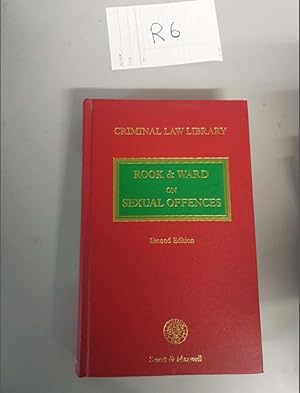 R6
CRIMINAL LAW LIBRARY
ROOK & WARD
ON
SEXUAL OFFENCES
Second Edition
Sweet & Maxwell